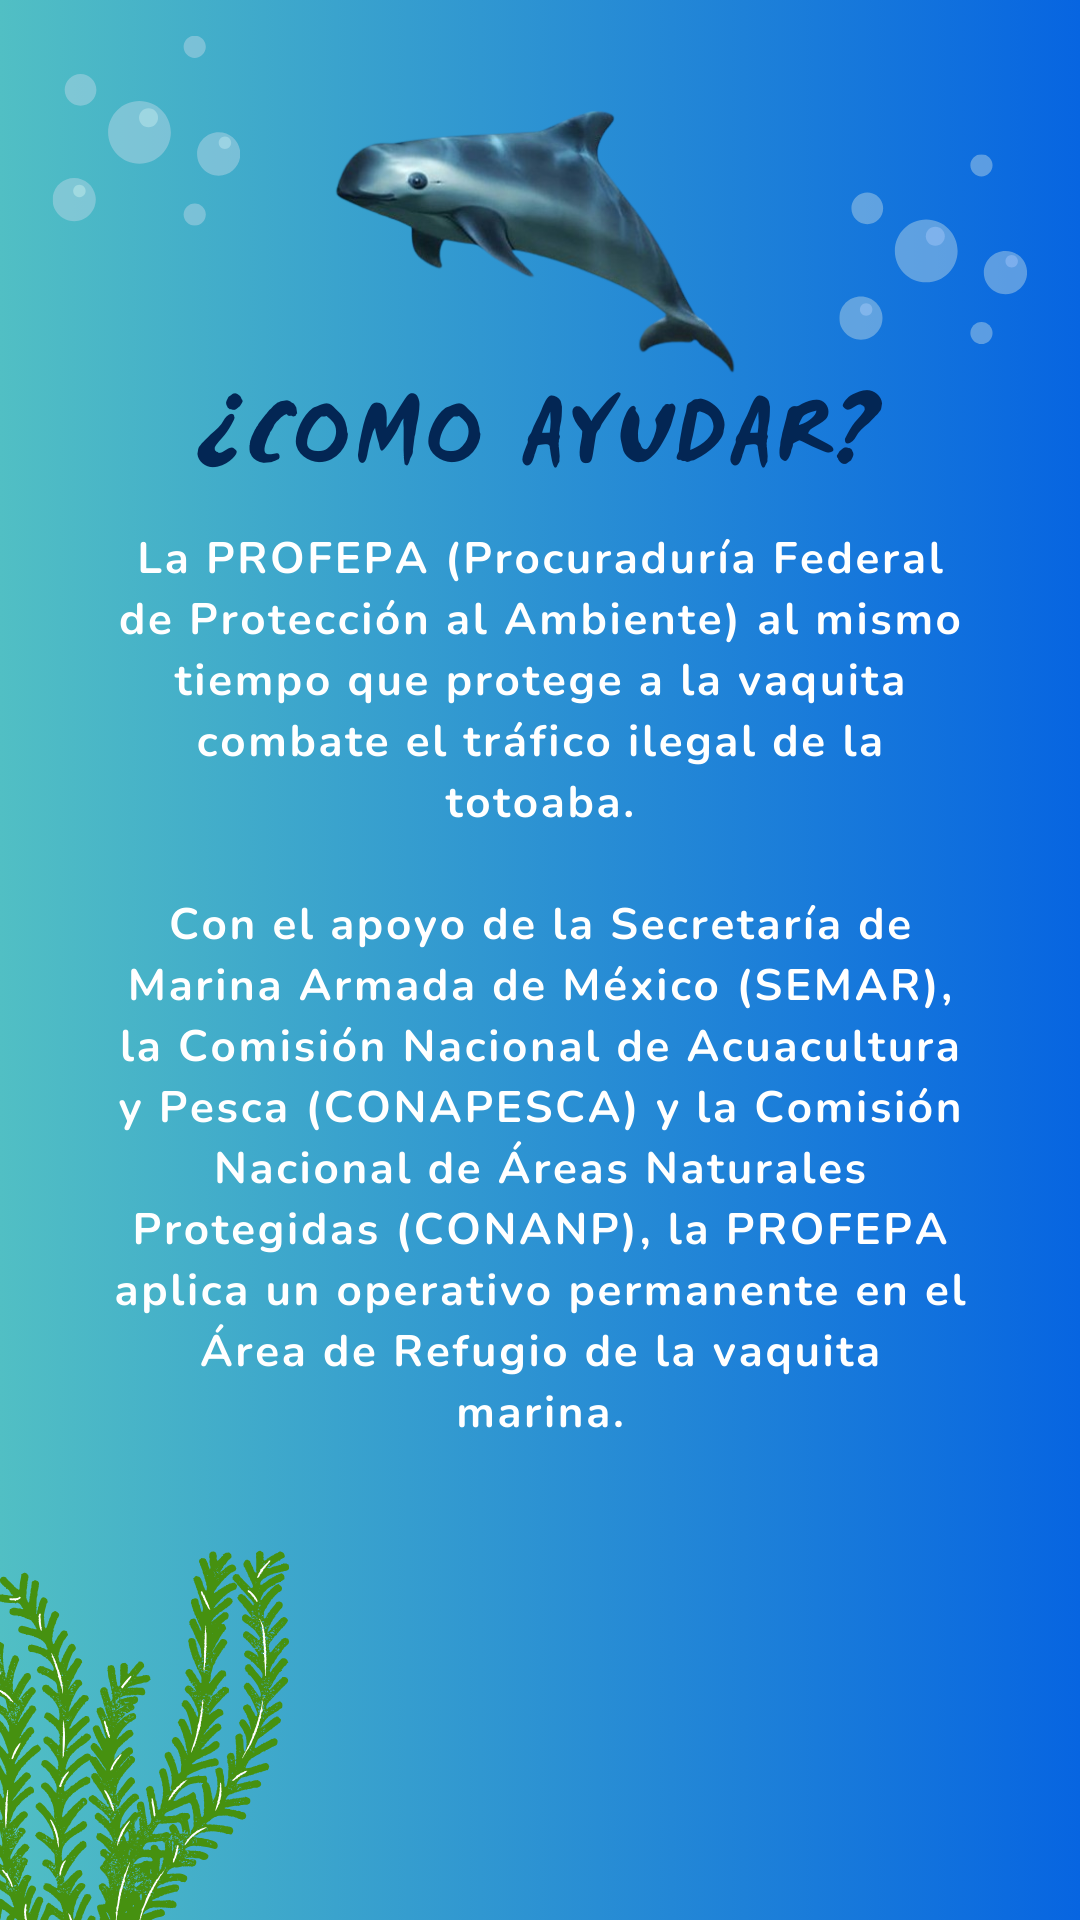 ¿COMO AYUDAR?
La PROFEPA (Procuraduría Federal
de Protección al Ambiente) al mismo
tiempo que protege a la vaquita
combate el tráfico ilegal de la
totoaba.
Con el apoyo de la Secretaría de
Marina Armada de México (SEMAR),
la Comisión Nacional de Acuacultura
y Pesca (CONAPESCA) y la Comisión
Nacional de Áreas Naturales
Protegidas (CONANP), la PROFEPA
aplica un operativo permanente en el
Área de Refugio de la vaquita
marina.